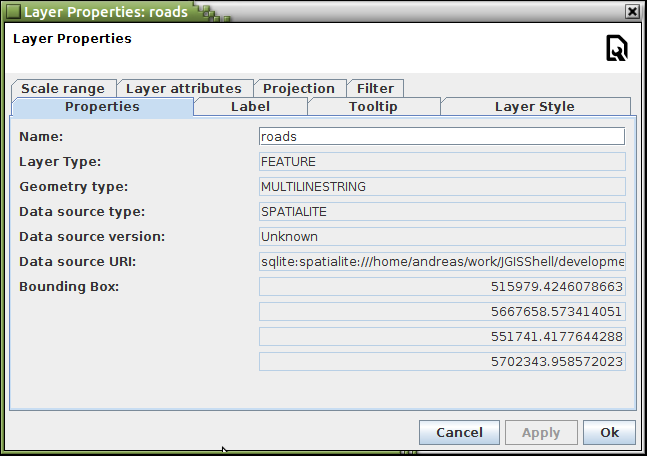 Layer Properties: roads
Layer Properties
Scale range Layer attributes Projection Filter
Properties Label Tooltip Layer Style
Name: roads
Layer Type: FEATURE
Geometry type: MULTILINESTRING
Data source type: SPATIALITE
Data source version: Unknown
Data source URI: sqlite:spatialite:///home/andreas/work/JGISShell/developme
Bounding Box: 515979.4246078663
5667658.573414051
551741.4177644288
5702343.958572023
Cancel Apply Ok